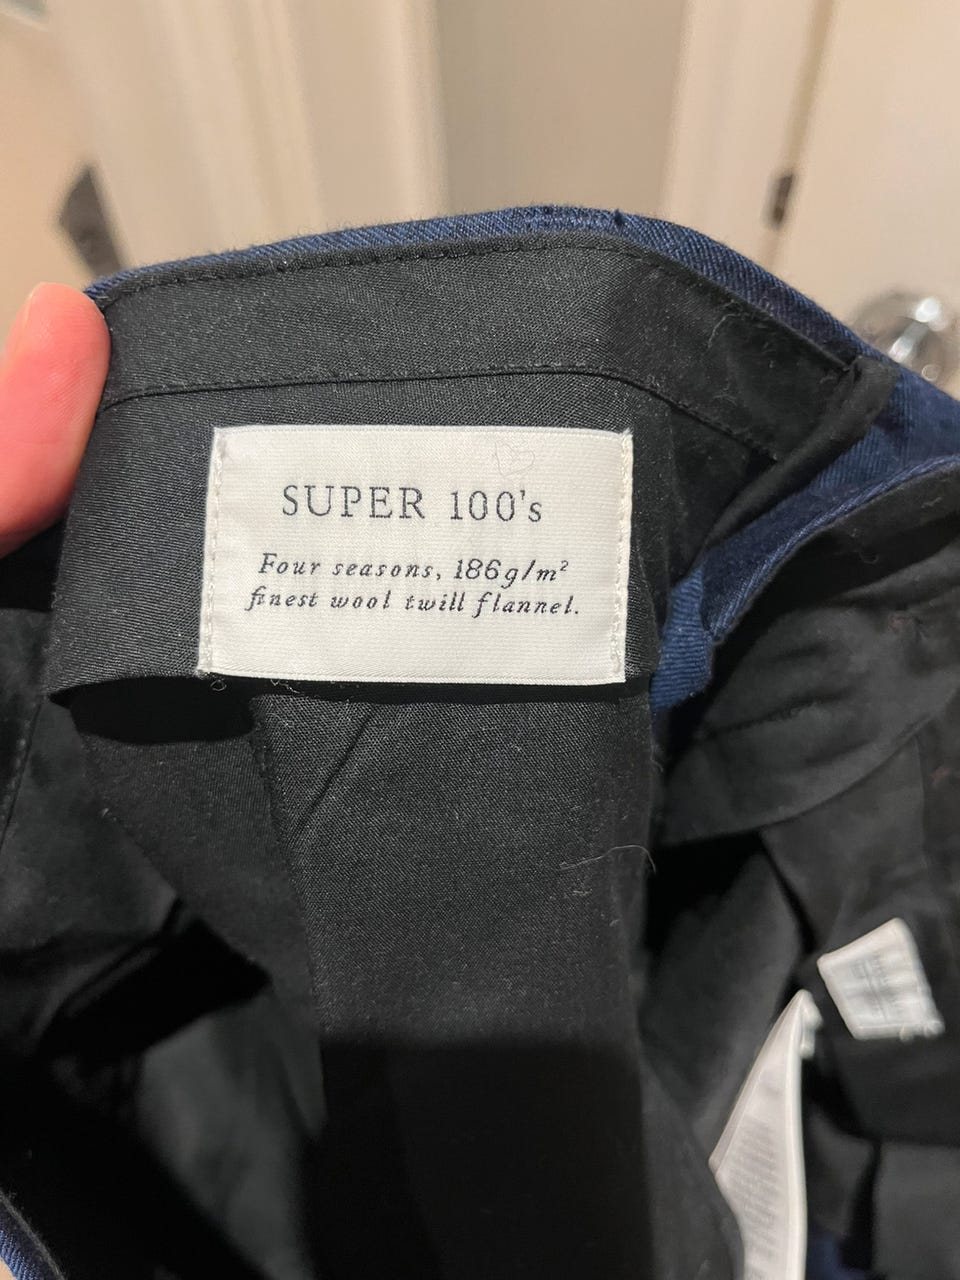 SUPER 100's
Four seasons, 186g/m²
finest wool twill flannel.